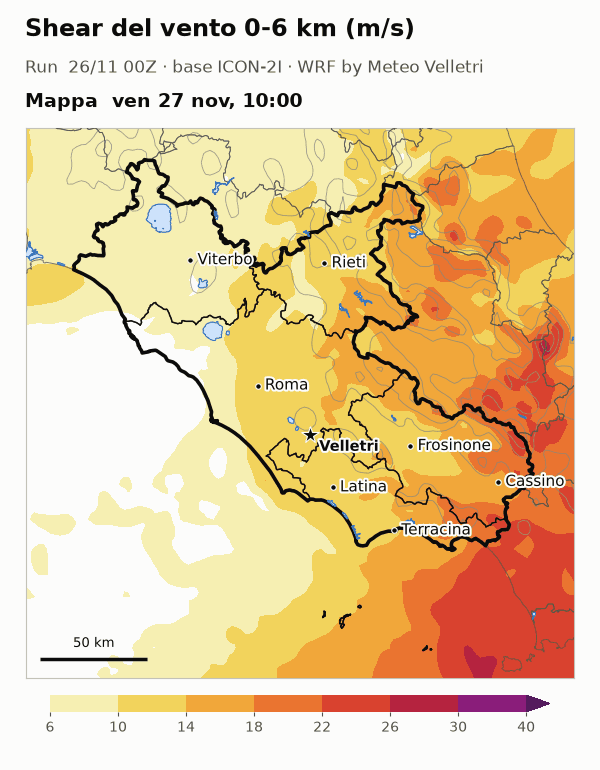 Shear del vento 0-6 km (m/s)
Run  26/11 00Z · base ICON-2I · WRF by Meteo Velletri
Mappa  ven 27 nov, 10:00
Viterbo
Rieti
Roma
Velletri
Frosinone
Latina
Cassino
Terracina
50 km
6 10 14 18 22 26 30 40